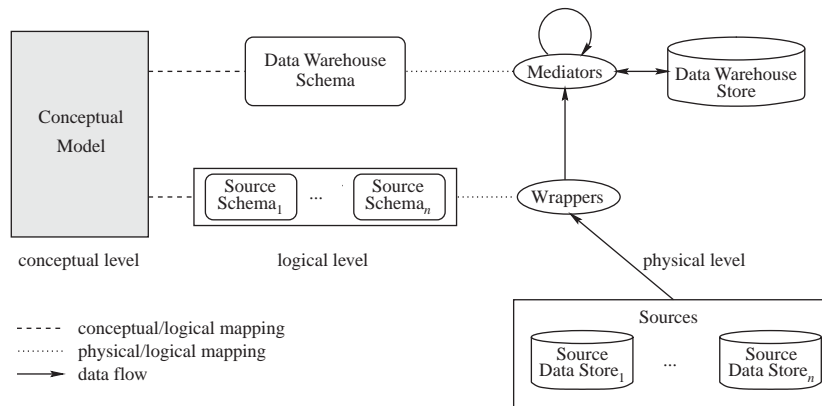 Conceptual
Model
Data Warehouse
Schema
Mediators
Data Warehouse
Store
Source
Schema1
...
Source
Scheman
Wrappers
conceptual level
logical level
physical level
conceptual/logical mapping
physical/logical mapping
data flow
Sources
Source
Data Store1
...
Source
Data Storen